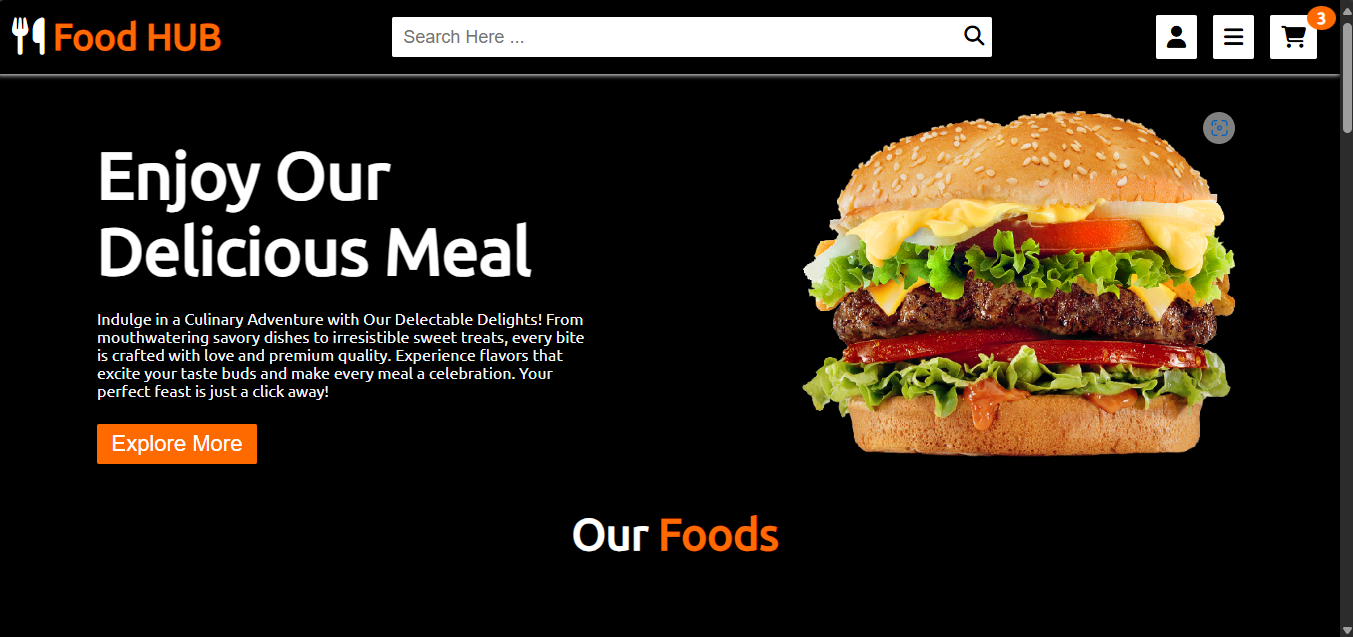 Food HUB
Search Here ...
3
Enjoy Our
Delicious Meal
Indulge in a Culinary Adventure with Our Delectable Delights! From
mouthwatering savory dishes to irresistible sweet treats, every bite
is crafted with love and premium quality. Experience flavors that
excite your taste buds and make every meal a celebration. Your
perfect feast is just a click away!
Explore More
Our Foods